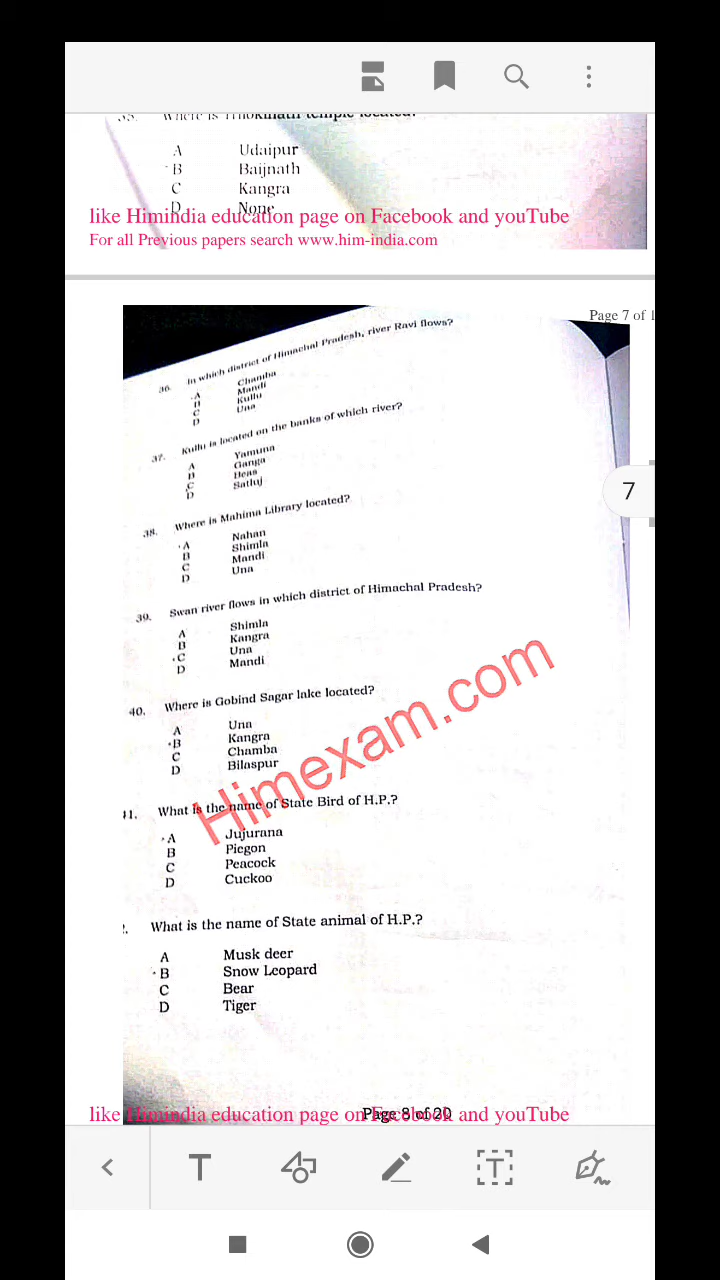 35. Where is Trilokinath temple located?
A Udaipur
B Baijnath
C Kangra
D None
like Himindia education page on Facebook and youTube
For all Previous papers search www.him-india.com
Page 7 of 1
36. In which district of Himachal Pradesh, river Ravi flows?
A Chamba
B Mandi
C Kullu
D Una
37. Kullu is located on the banks of which river?
A Yamuna
B Ganga
C Beas
D Satluj
7
38. Where is Mahima Library located?
A Nahan
B Shimla
C Mandi
D Una
39. Swan river flows in which district of Himachal Pradesh?
A Shimla
B Kangra
C Una
D Mandi
40. Where is Gobind Sagar lake located?
A Una
B Kangra
C Chamba
D Bilaspur
Himexam.com
41. What is the name of State Bird of H.P.?
A Jujurana
B Piegon
C Peacock
D Cuckoo
What is the name of State animal of H.P.?
A Musk deer
B Snow Leopard
C Bear
D Tiger
like Himindia education page on Facebook and youTube
Page 8 of 20